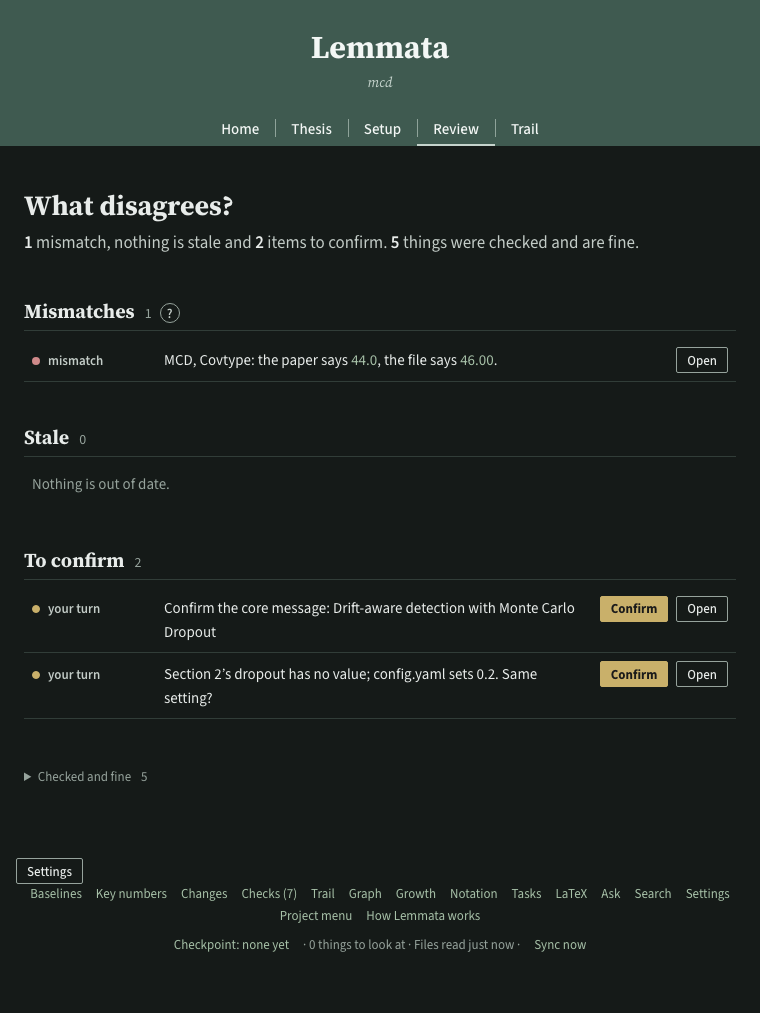 Lemmata
mcd
Home Thesis Setup Review Trail
What disagrees?
1 mismatch, nothing is stale and 2 items to confirm. 5 things were checked and are fine.
Mismatches 1 ?
mismatch MCD, Covtype: the paper says 44.0, the file says 46.00. Open
Stale 0
Nothing is out of date.
To confirm 2
your turn Confirm the core message: Drift-aware detection with Monte Carlo Confirm Open
Dropout
your turn Section 2’s dropout has no value; config.yaml sets 0.2. Same Confirm Open
setting?
Checked and fine 5
Settings
Baselines Key numbers Changes Checks (7) Trail Graph Growth Notation Tasks LaTeX Ask Search Settings
Project menu How Lemmata works
Checkpoint: none yet · 0 things to look at · Files read just now · Sync now